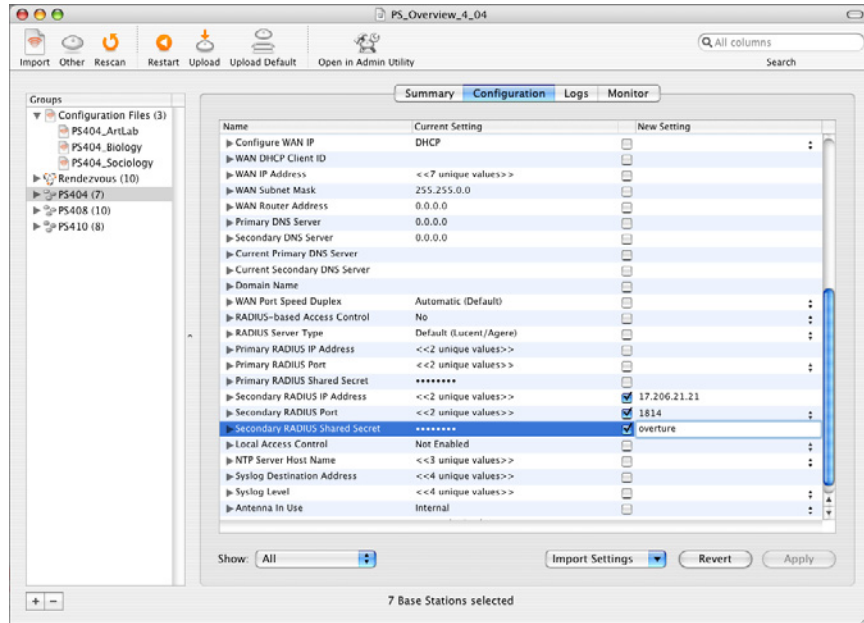 PS_Overview_4_04
Import Other Rescan Restart Upload Upload Default Open in Admin Utility
All columns
Search
Summary Configuration Logs Monitor
Groups
Configuration Files (3)
PS404_ArtLab
PS404_Biology
PS404_Sociology
Rendezvous (10)
PS404 (7)
PS408 (10)
PS410 (8)
Name Current Setting New Setting
Configure WAN IP DHCP
WAN DHCP Client ID
WAN IP Address <<7 unique values>>
WAN Subnet Mask 255.255.0.0
WAN Router Address 0.0.0.0
Primary DNS Server 0.0.0.0
Secondary DNS Server 0.0.0.0
Current Primary DNS Server
Current Secondary DNS Server
Domain Name
WAN Port Speed Duplex Automatic (Default)
RADIUS-based Access Control No
RADIUS Server Type Default (Lucent/Agere)
Primary RADIUS IP Address <<2 unique values>>
Primary RADIUS Port <<2 unique values>>
Primary RADIUS Shared Secret ••••••••
Secondary RADIUS IP Address <<2 unique values>> 17.206.21.21
Secondary RADIUS Port <<2 unique values>> 1814
Secondary RADIUS Shared Secret •••••••• overture
Local Access Control Not Enabled
NTP Server Host Name <<3 unique values>>
Syslog Destination Address <<4 unique values>>
Syslog Level <<4 unique values>>
Antenna In Use Internal
Show: All Import Settings Revert Apply
7 Base Stations selected